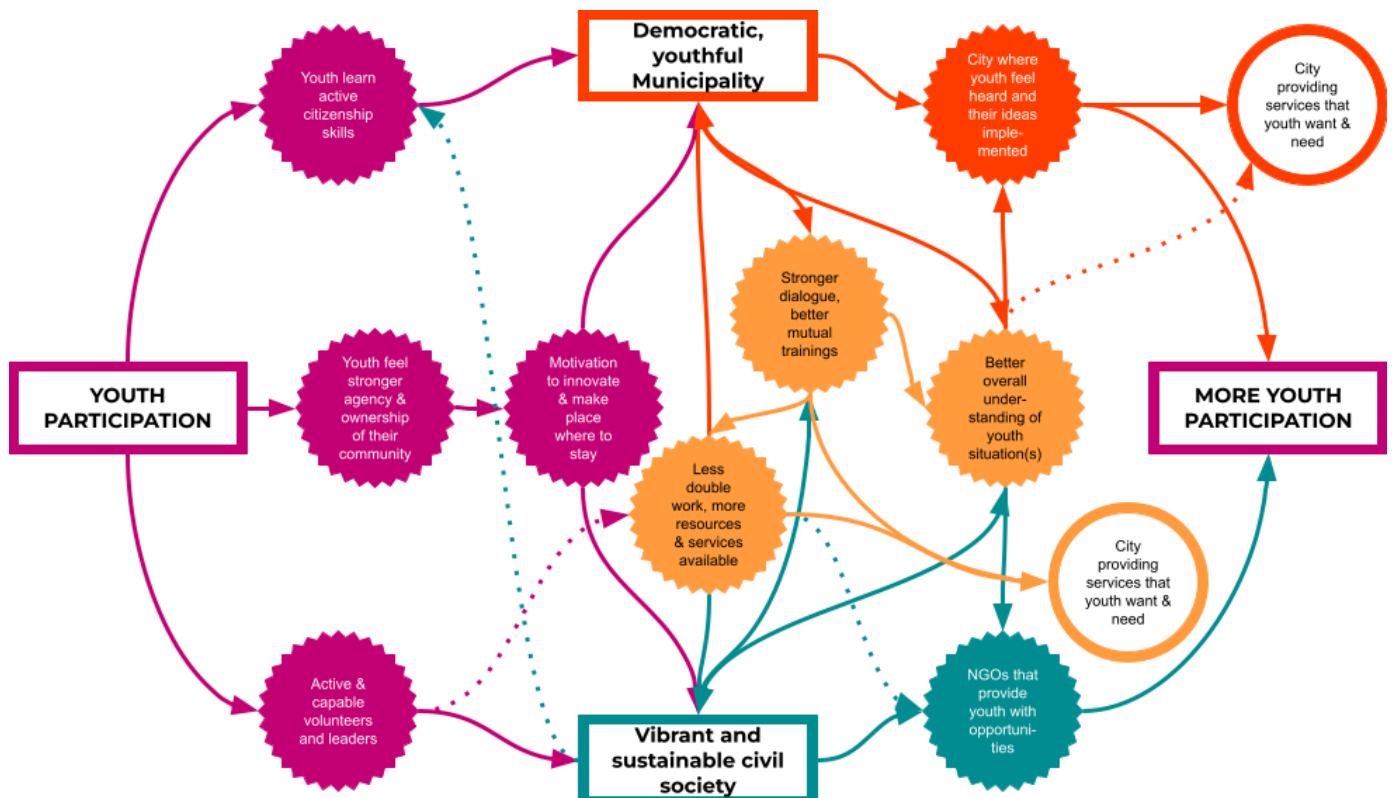 Democratic,
youthful
Municipality
Youth learn
active
citizenship
skills
City where
youth feel
heard and
their ideas
imple-
mented
City
providing
services that
youth want &
need
Stronger
dialogue,
better
mutual
trainings
YOUTH
PARTICIPATION
Youth feel
stronger
agency &
ownership
of their
community
Motivation
to innovate
& make
place
where to
stay
Better
overall
under-
standing of
youth
situation(s)
MORE YOUTH
PARTICIPATION
Less
double
work, more
resources
& services
available
City
providing
services that
youth want &
need
Active &
capable
volunteers
and leaders
NGOs that
provide
youth with
opportuni-
ties
Vibrant and
sustainable civil
society